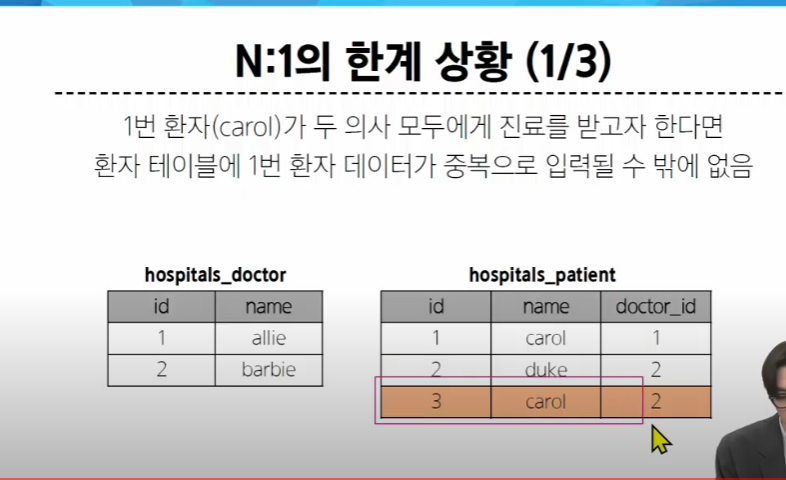 N:1의 한계 상황 (1/3)
1번 환자(carol)가 두 의사 모두에게 진료를 받고자 한다면
환자 테이블에 1번 환자 데이터가 중복으로 입력될 수 밖에 없음
hospitals_doctor
id name
1 allie
2 barbie
hospitals_patient
id name doctor_id
1 carol 1
2 duke 2
3 carol 2